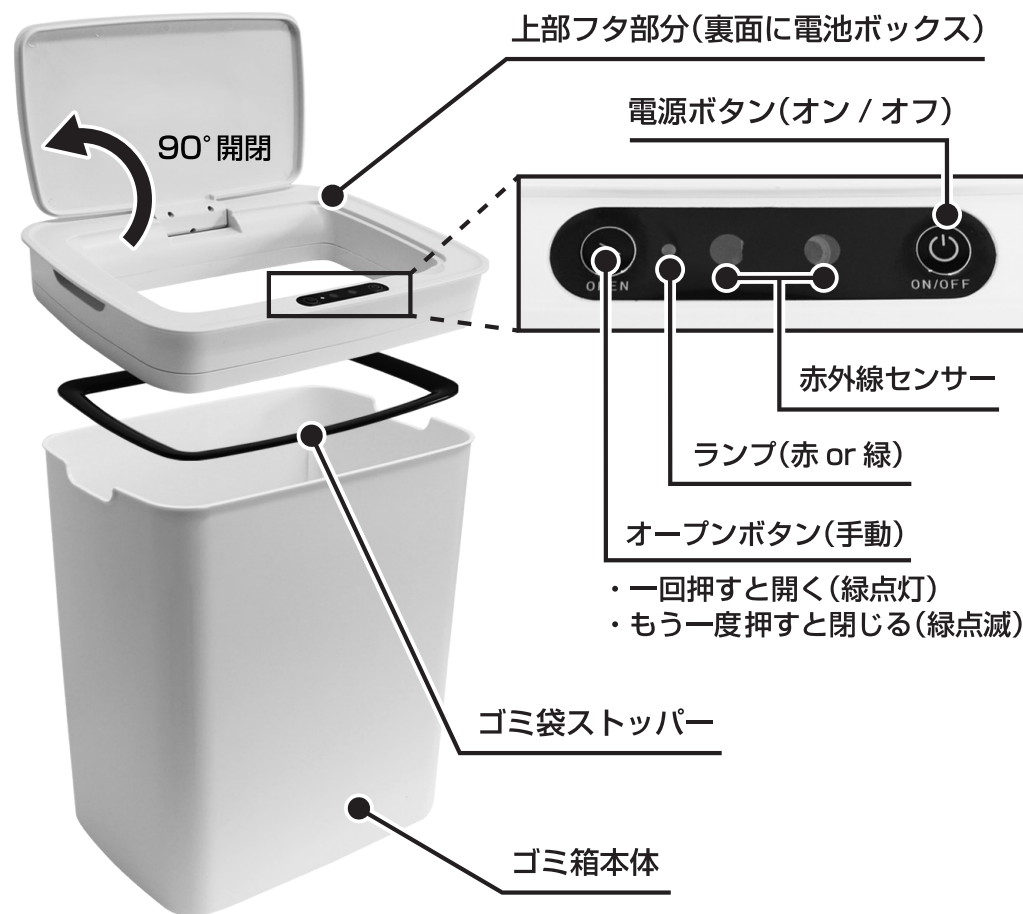 上部フタ部分(裏面に電池ボックス)
電源ボタン(オン / オフ)
90°開閉
OPEN
ON/OFF
赤外線センサー
ランプ(赤 or 緑)
オープンボタン(手動)
・一回押すと開く(緑点灯)
・もう一度押すと閉じる(緑点滅)
ゴミ袋ストッパー
ゴミ箱本体